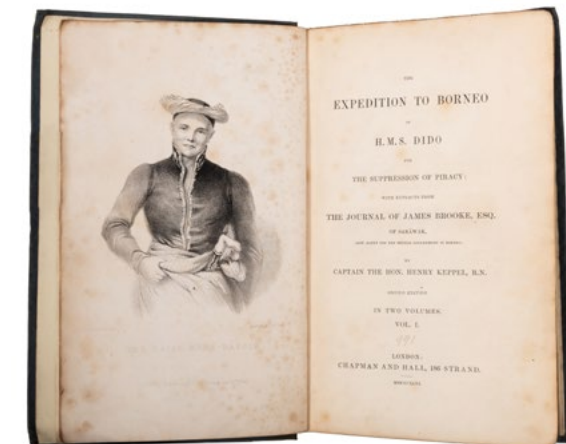 THE
EXPEDITION TO BORNEO
OF
H.M.S. DIDO
FOR
THE SUPPRESSION OF PIRACY:
WITH EXTRACTS FROM
THE JOURNAL OF JAMES BROOKE, ESQ.
OF SARĀWAK,
BY
CAPTAIN THE HON. HENRY KEPPEL, R.N.
SECOND EDITION
IN TWO VOLUMES.
VOL. I.
LONDON:
CHAPMAN AND HALL, 186 STRAND.
MDCCCXLVI.